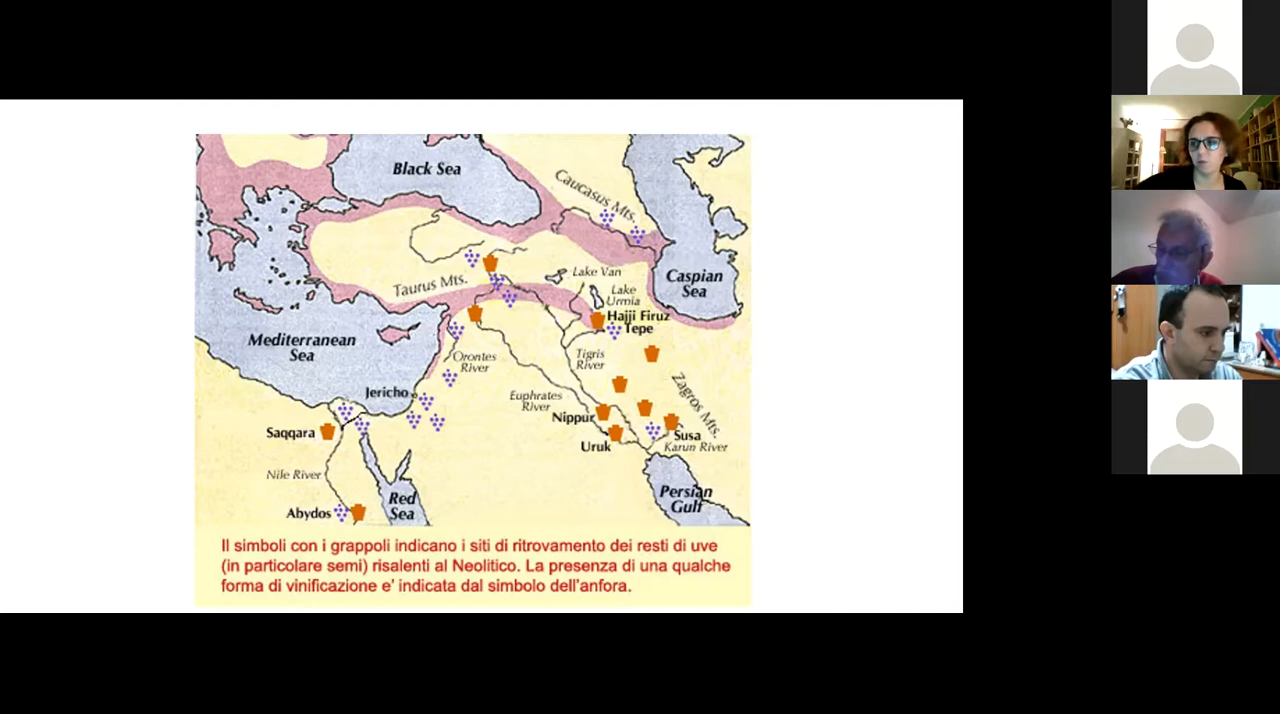 Black Sea
Caucasus Mts.
Caspian
Sea
Taurus Mts.
Lake Van
Lake
Urmia
Hajji Firuz
Tepe
Mediterranean
Sea
Orontes
River
Tigris
River
Zagros Mts.
Jericho
Euphrates
River
Nippur
Saqqara
Uruk
Susa
Karun River
Nile River
Persian
Gulf
Red
Sea
Abydos
Il simboli con i grappoli indicano i siti di ritrovamento dei resti di uve
(in particolare semi) risalenti al Neolitico. La presenza di una qualche
forma di vinificazione e' indicata dal simbolo dell'anfora.